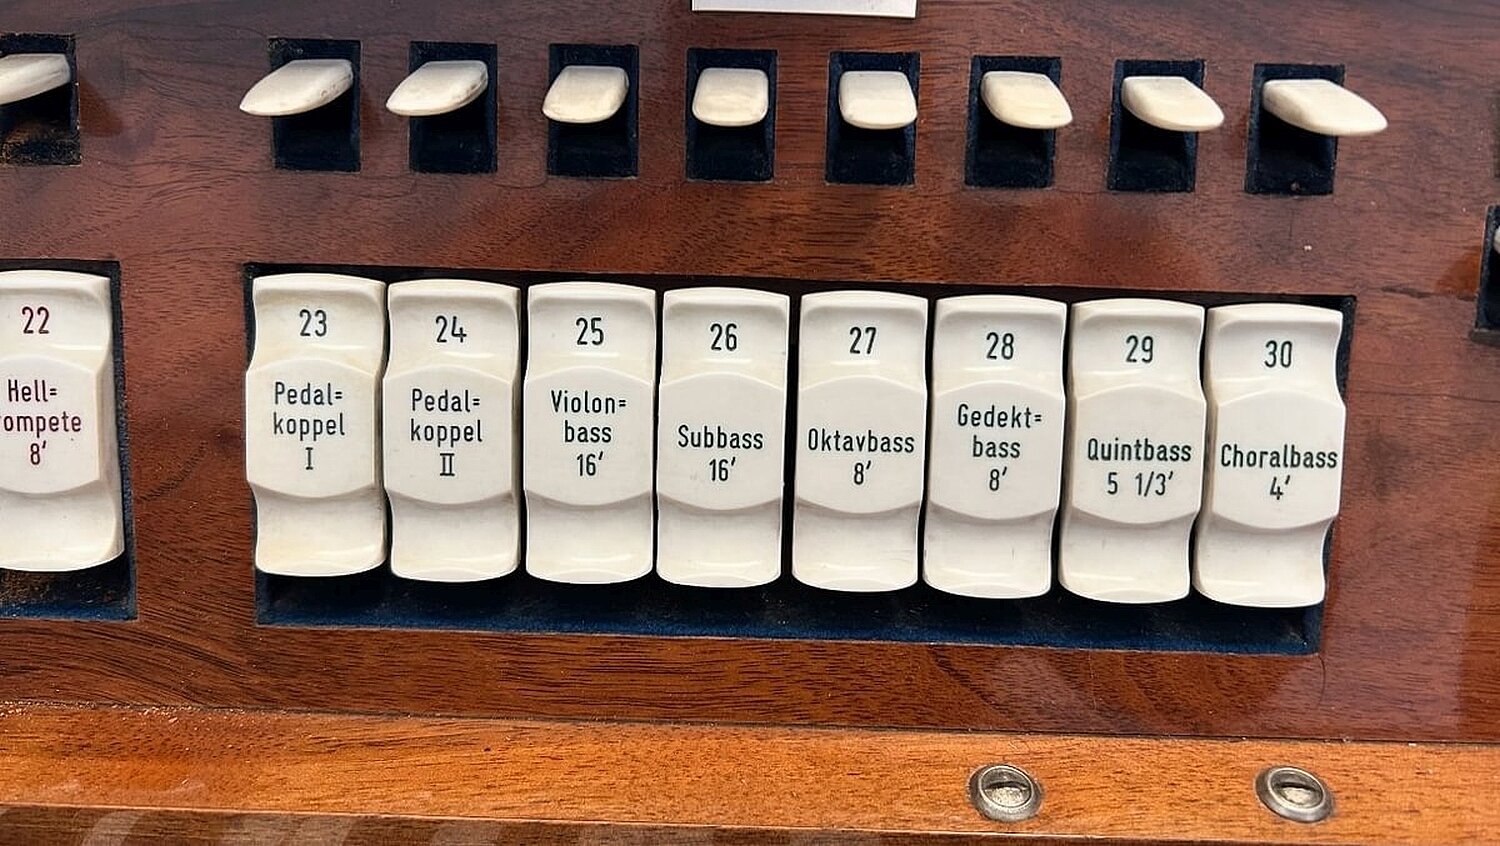 22
Hell=
8′
23
Pedal=
koppel
I
24
Pedal=
koppel
II
25
Violon=
bass
16′
26
Subbass
16′
27
Oktavbass
8′
28
Gedekt=
bass
8′
29
Quintbass
5 1/3′
30
Choralbass
4′